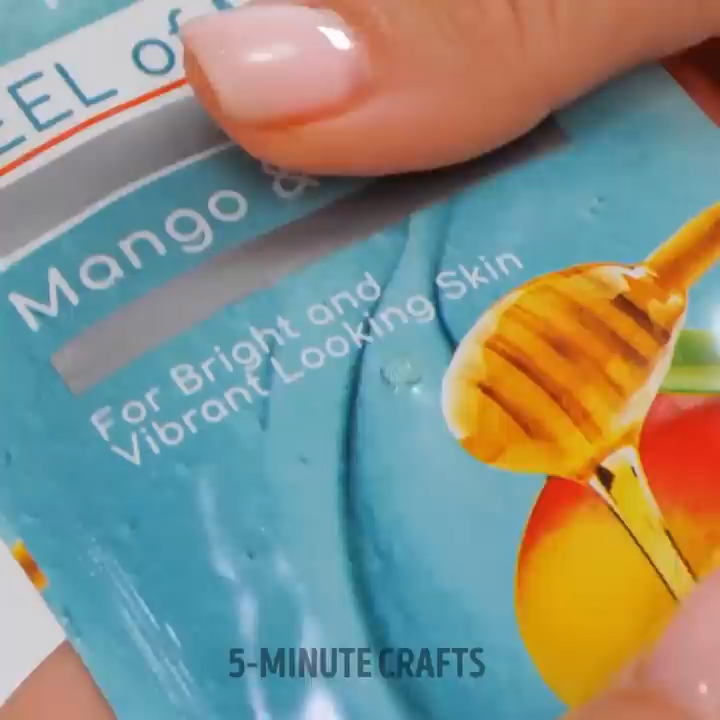 EEL of
Mango &
For Bright and
Vibrant Looking Skin
5-MINUTE CRAFTS